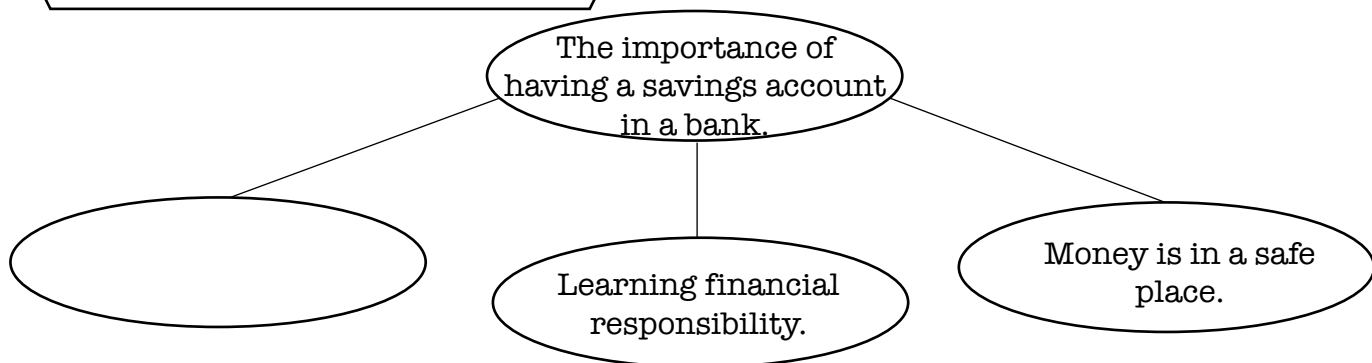 The importance of
having a savings account
in a bank.
Learning financial
responsibility.
Money is in a safe
place.